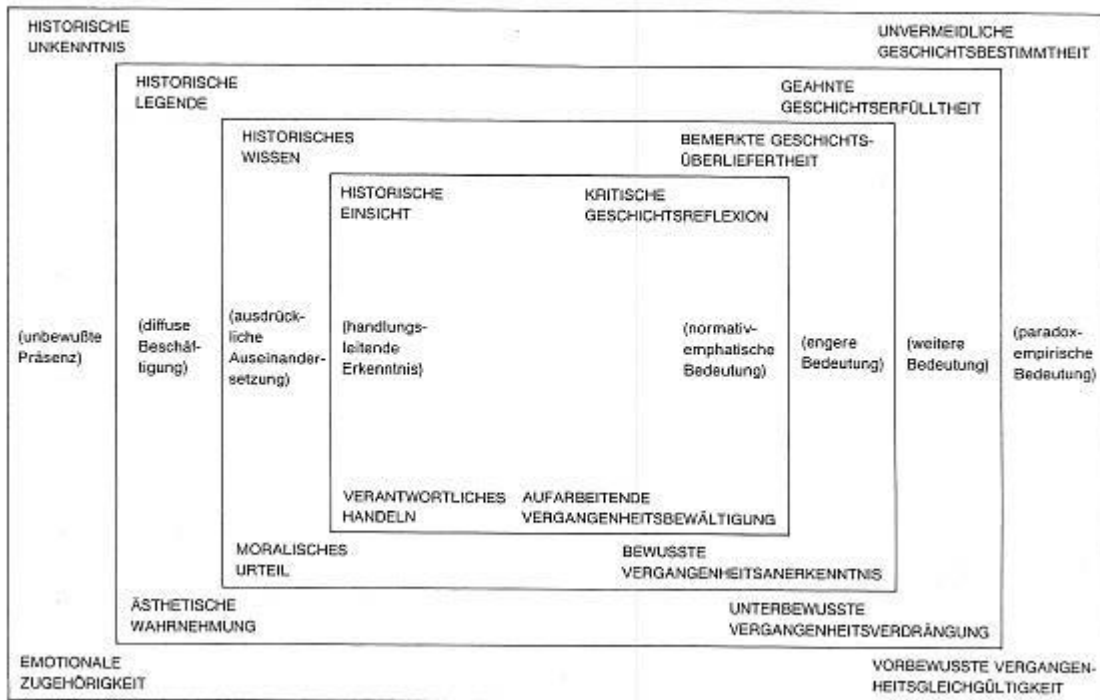 HISTORISCHE
UNKENNTNIS
UNVERMEIDLICHE
GESCHICHTSBESTIMMTHEIT
HISTORISCHE
LEGENDE
GEAHNTE
GESCHICHTSERFÜLLTHEIT
HISTORISCHES
WISSEN
BEMERKTE GESCHICHTS-
ÜBERLIEFERTHEIT
HISTORISCHE
EINSICHT
KRITISCHE
GESCHICHTSREFLEXION
(unbewußte
Präsenz)
(diffuse
Beschäf-
tigung)
(ausdrück-
liche
Auseinander-
setzung)
(handlungs-
leitende
Erkenntnis)
(normativ-
emphatische
Bedeutung)
(engere
Bedeutung)
(weitere
Bedeutung)
(paradox-
empirische
Bedeutung)
VERANTWORTLICHES
HANDELN
AUFARBEITENDE
VERGANGENHEITSBEWÄLTIGUNG
MORALISCHES
URTEIL
BEWUSSTE
VERGANGENHEITSANERKENNTNIS
ÄSTHETISCHE
WAHRNEHMUNG
UNTERBEWUSSTE
VERGANGENHEITSVERDRÄNGUNG
EMOTIONALE
ZUGEHÖRIGKEIT
VORBEWUSSTE VERGANGEN-
HEITSGLEICHGÜLTIGKEIT